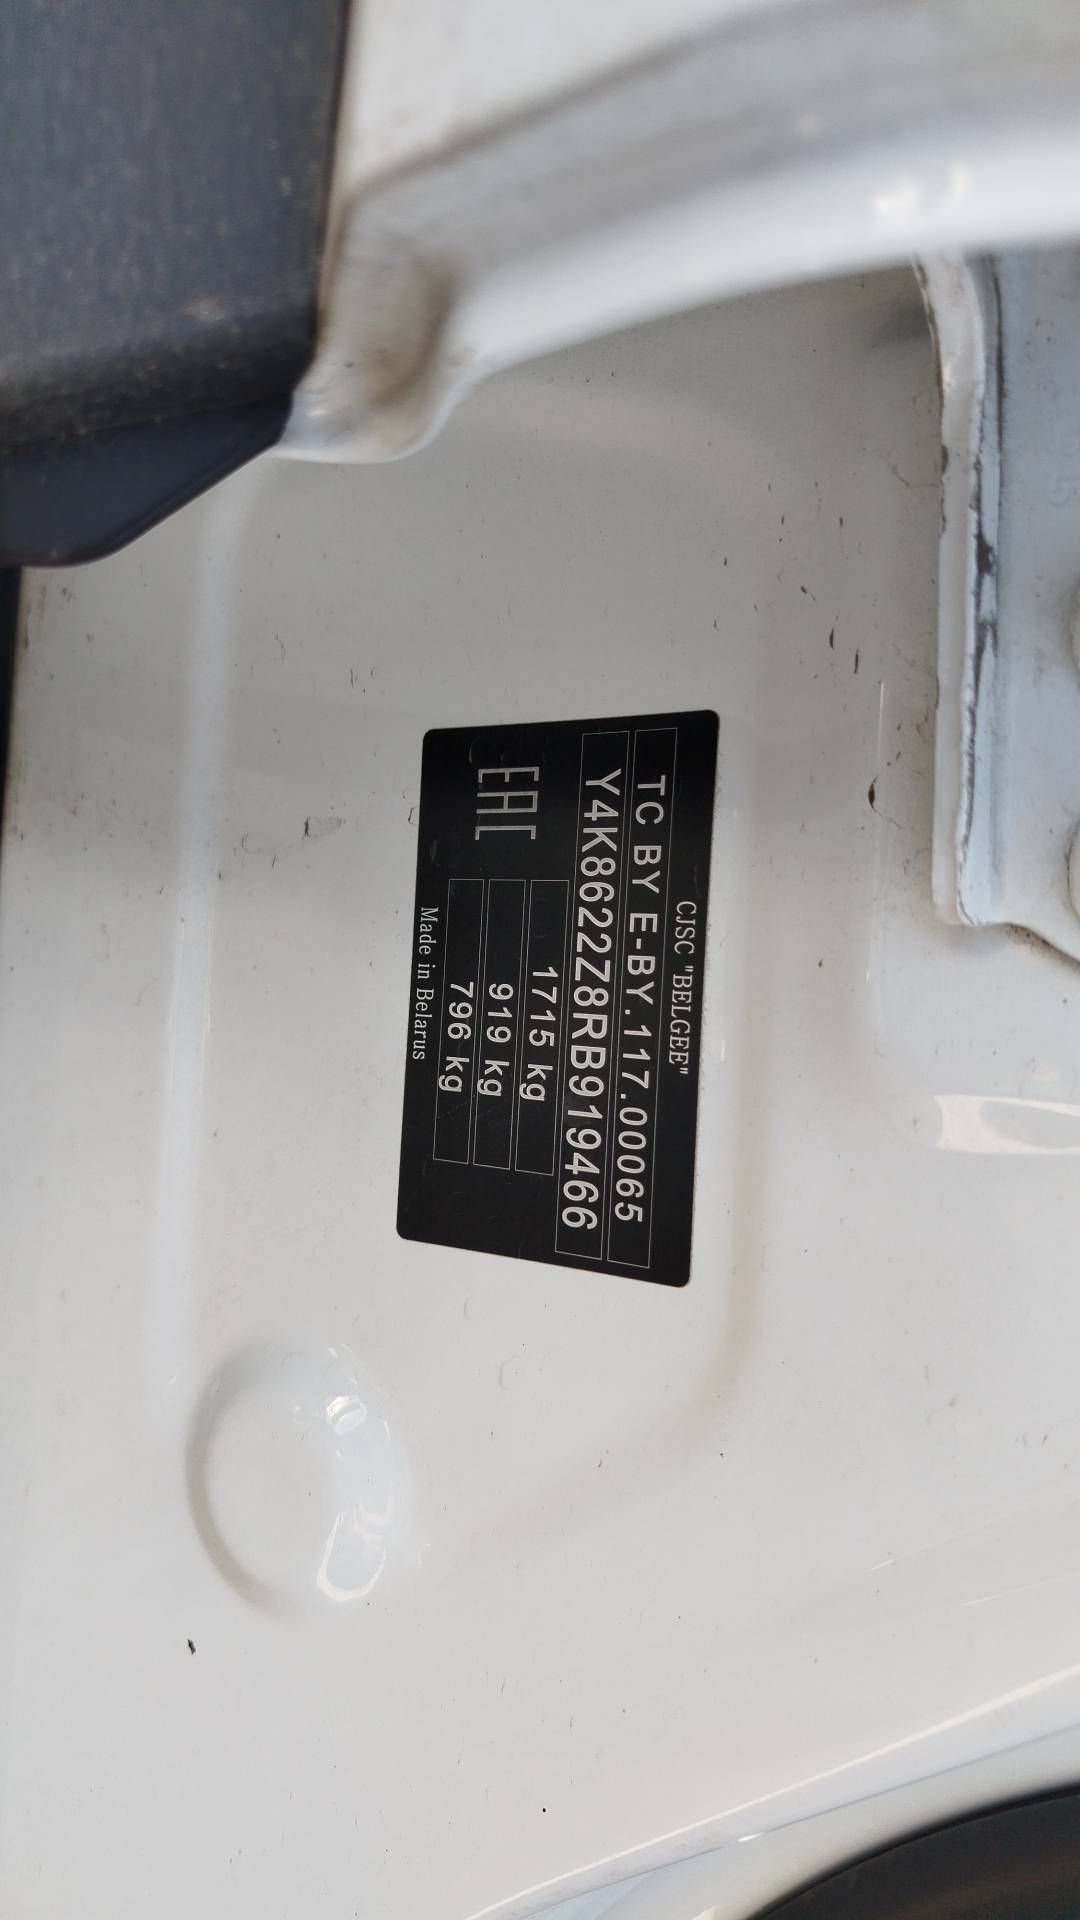 CJSC "BELGEE"
TC BY E-BY.117.00065
Y4K8622Z8RB919466
EAC
1715 kg
919 kg
796 kg
Made in Belarus